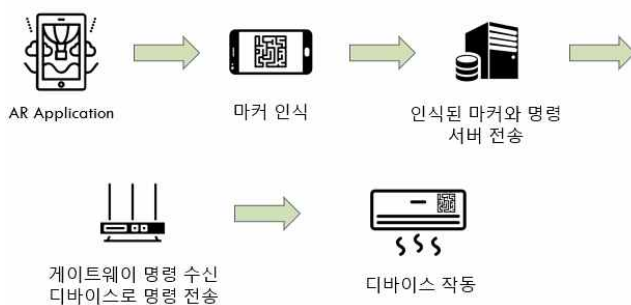 AR Application
마커 인식
인식된 마커와 명령
서버 전송
게이트웨이 명령 수신
디바이스로 명령 전송
디바이스 작동